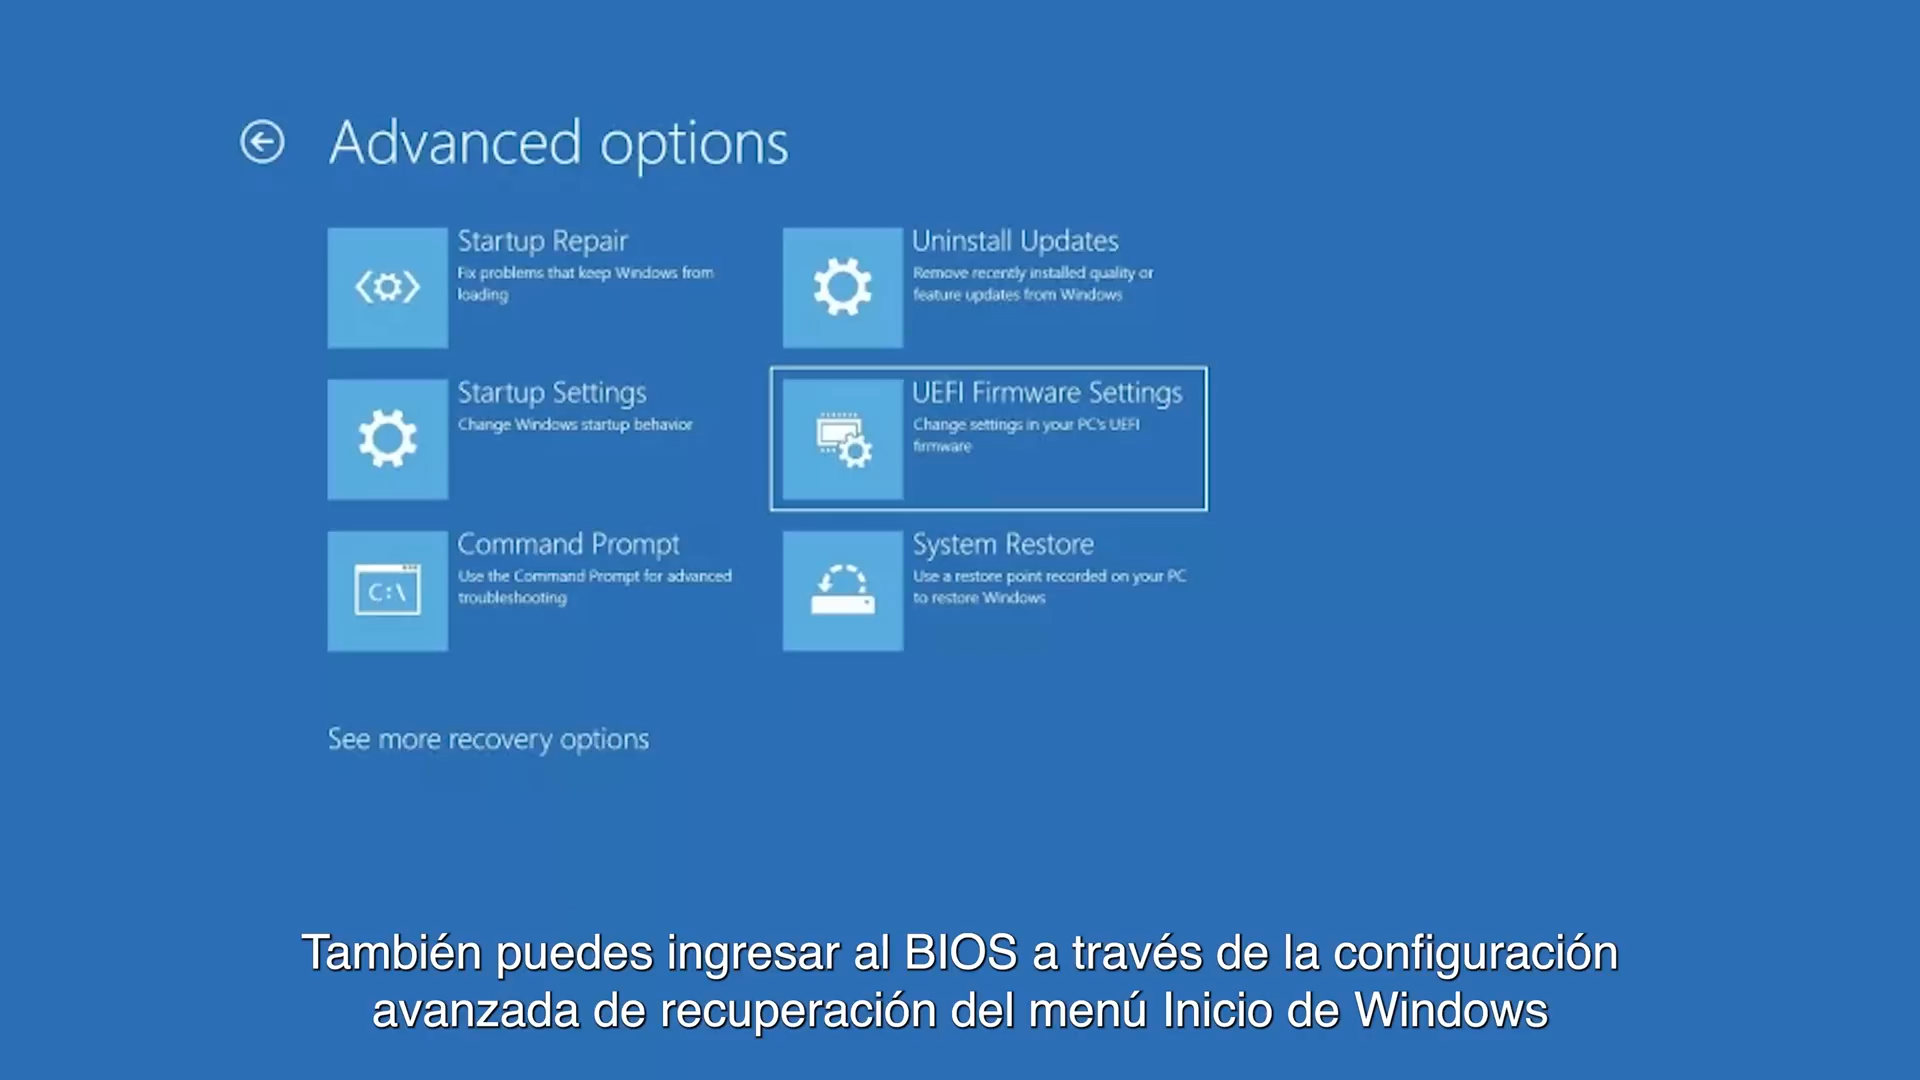 Advanced options
Startup Repair
Fix problems that keep Windows from
loading
Uninstall Updates
Remove recently installed quality or
feature updates from Windows
Startup Settings
Change Windows startup behavior
UEFI Firmware Settings
Change settings in your PC's UEFI
firmware
C:\
Command Prompt
Use the Command Prompt for advanced
troubleshooting
System Restore
Use a restore point recorded on your PC
to restore Windows
See more recovery options
También puedes ingresar al BIOS a través de la configuración
avanzada de recuperación del menú Inicio de Windows